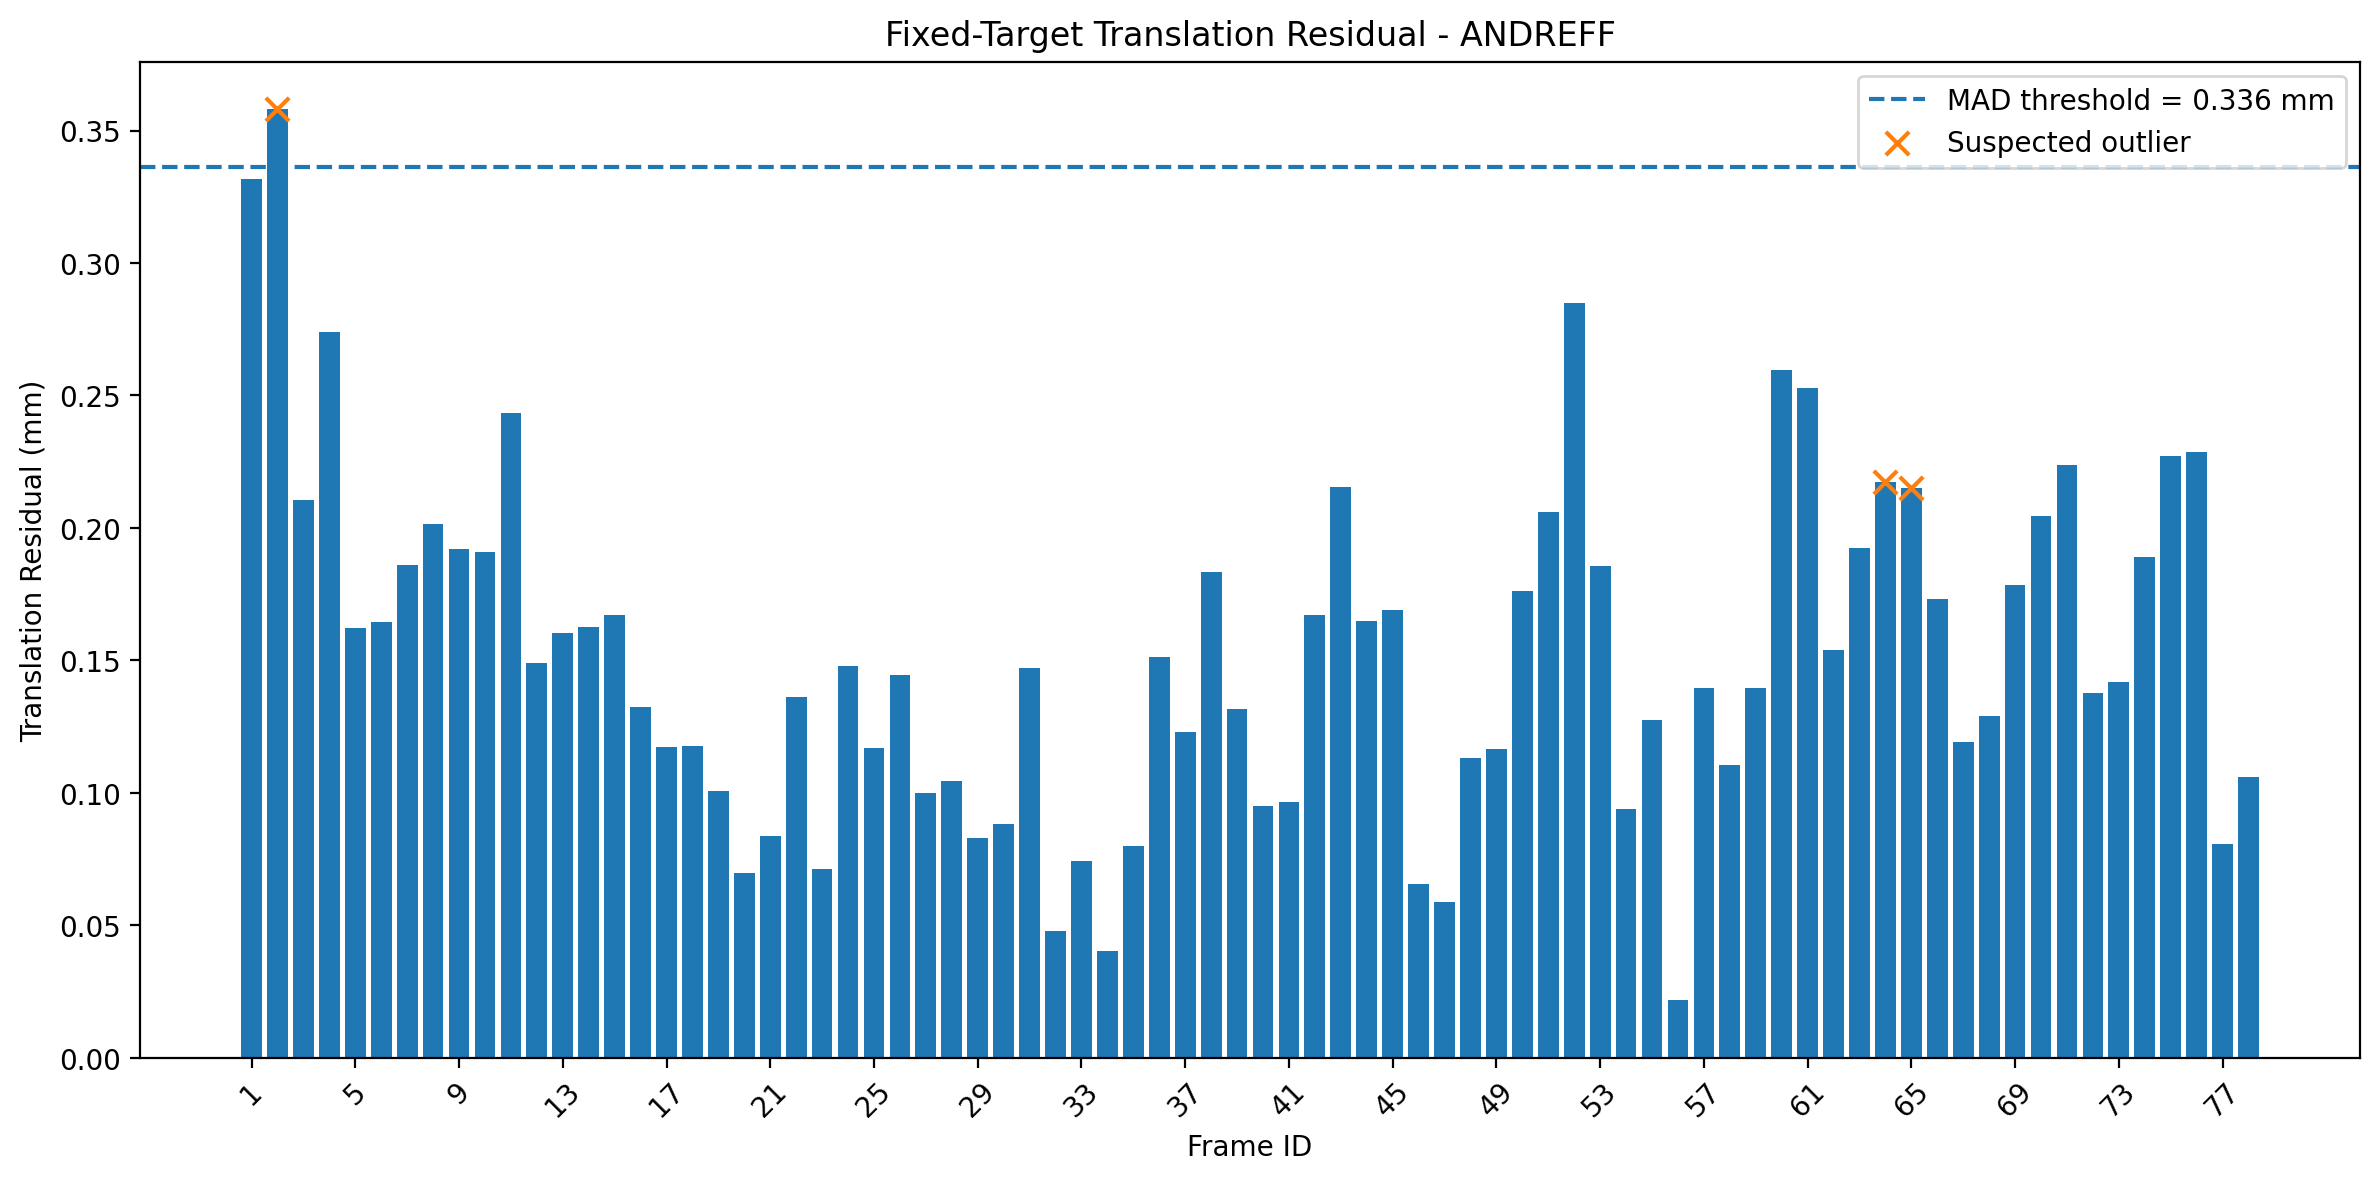 Fixed-Target Translation Residual - ANDREFF
MAD threshold = 0.336 mm
Suspected outlier
Translation Residual (mm)
0.35
0.30
0.25
0.20
0.15
0.10
0.05
0.00
1 5 9 13 17 21 25 29 33 37 41 45 49 53 57 61 65 69 73 77
Frame ID